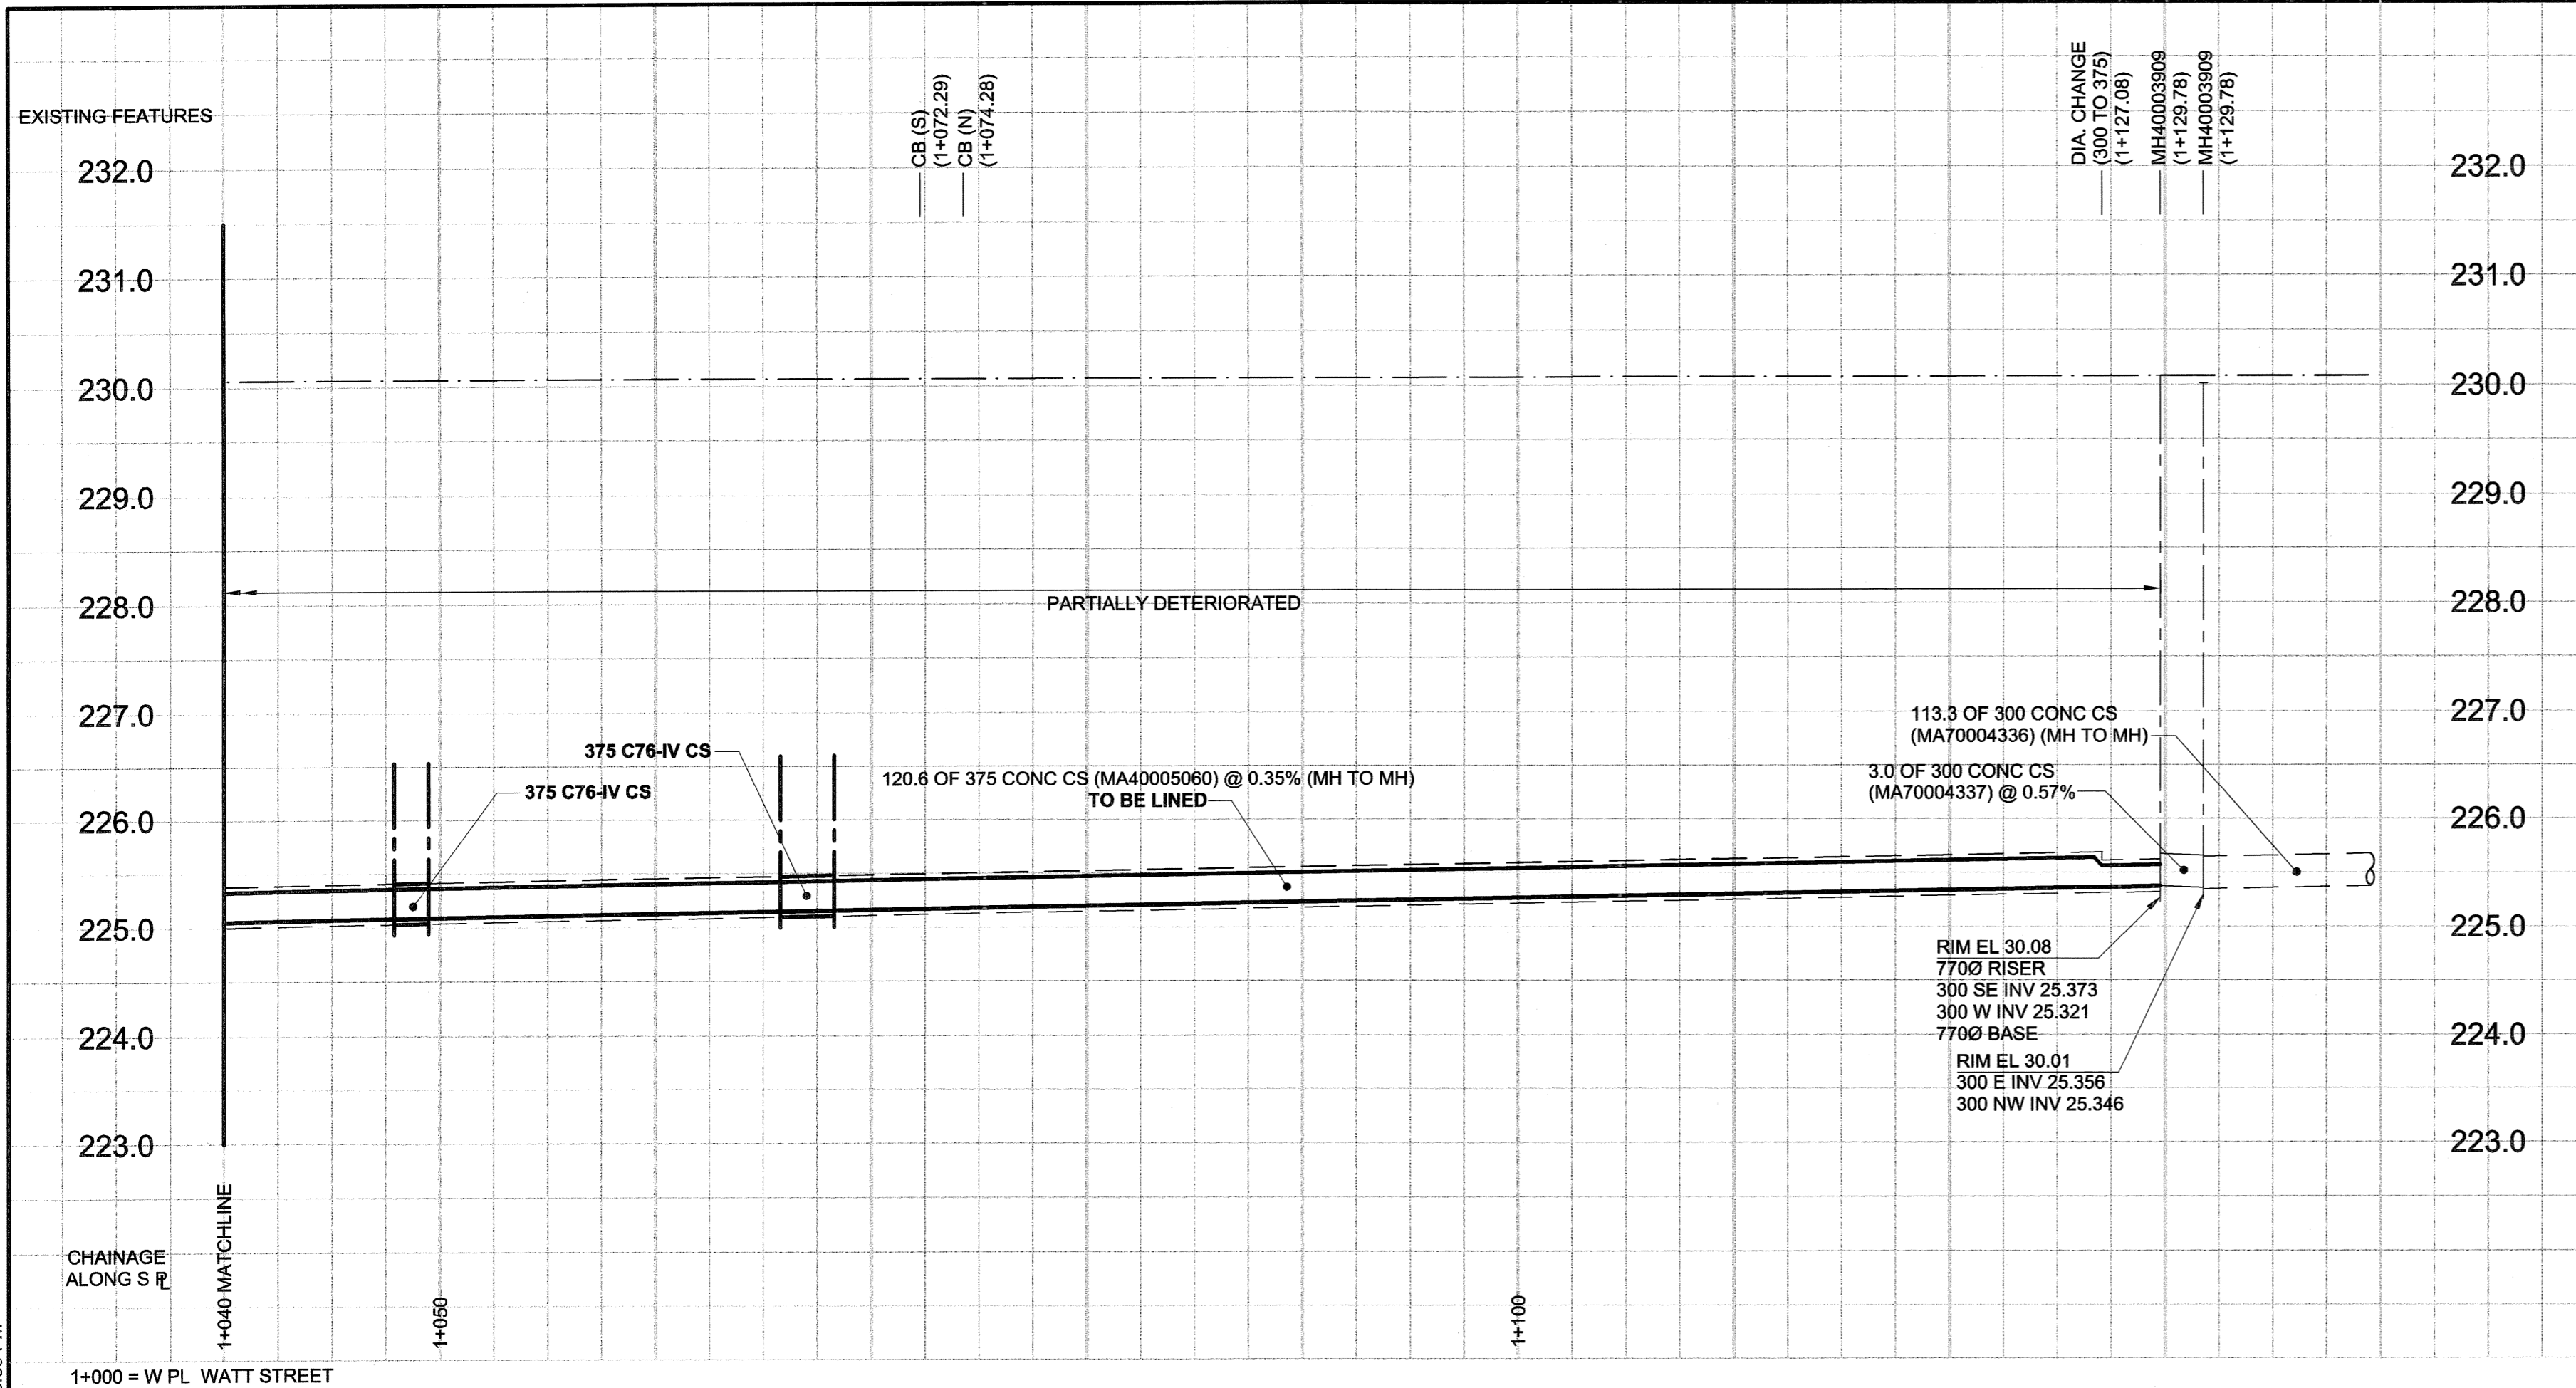 EXISTING FEATURES
CB (S)
(1+072.29)
CB (N)
(1+074.28)
DIA. CHANGE
(300 TO 375)
(1+127.08)
MH40003909
(1+129.78)
MH40003909
(1+129.78)
232.0
232.0
231.0
231.0
230.0
230.0
229.0
229.0
228.0
228.0
PARTIALLY DETERIORATED
227.0
227.0
113.3 OF 300 CONC CS
(MA70004336) (MH TO MH)
375 C76-IV CS
375 C76-IV CS
120.6 OF 375 CONC CS (MA40005060) @ 0.35% (MH TO MH)
TO BE LINED
3.0 OF 300 CONC CS
(MA70004337) @ 0.57%
226.0
226.0
225.0
225.0
RIM EL 30.08
770Ø RISER
300 SE INV 25.373
300 W INV 25.321
770Ø BASE
224.0
224.0
RIM EL 30.01
300 E INV 25.356
300 NW INV 25.346
223.0
223.0
CHAINAGE
ALONG S PL
1+040 MATCHLINE
1+050
1+100
1+000 = W PL WATT STREET